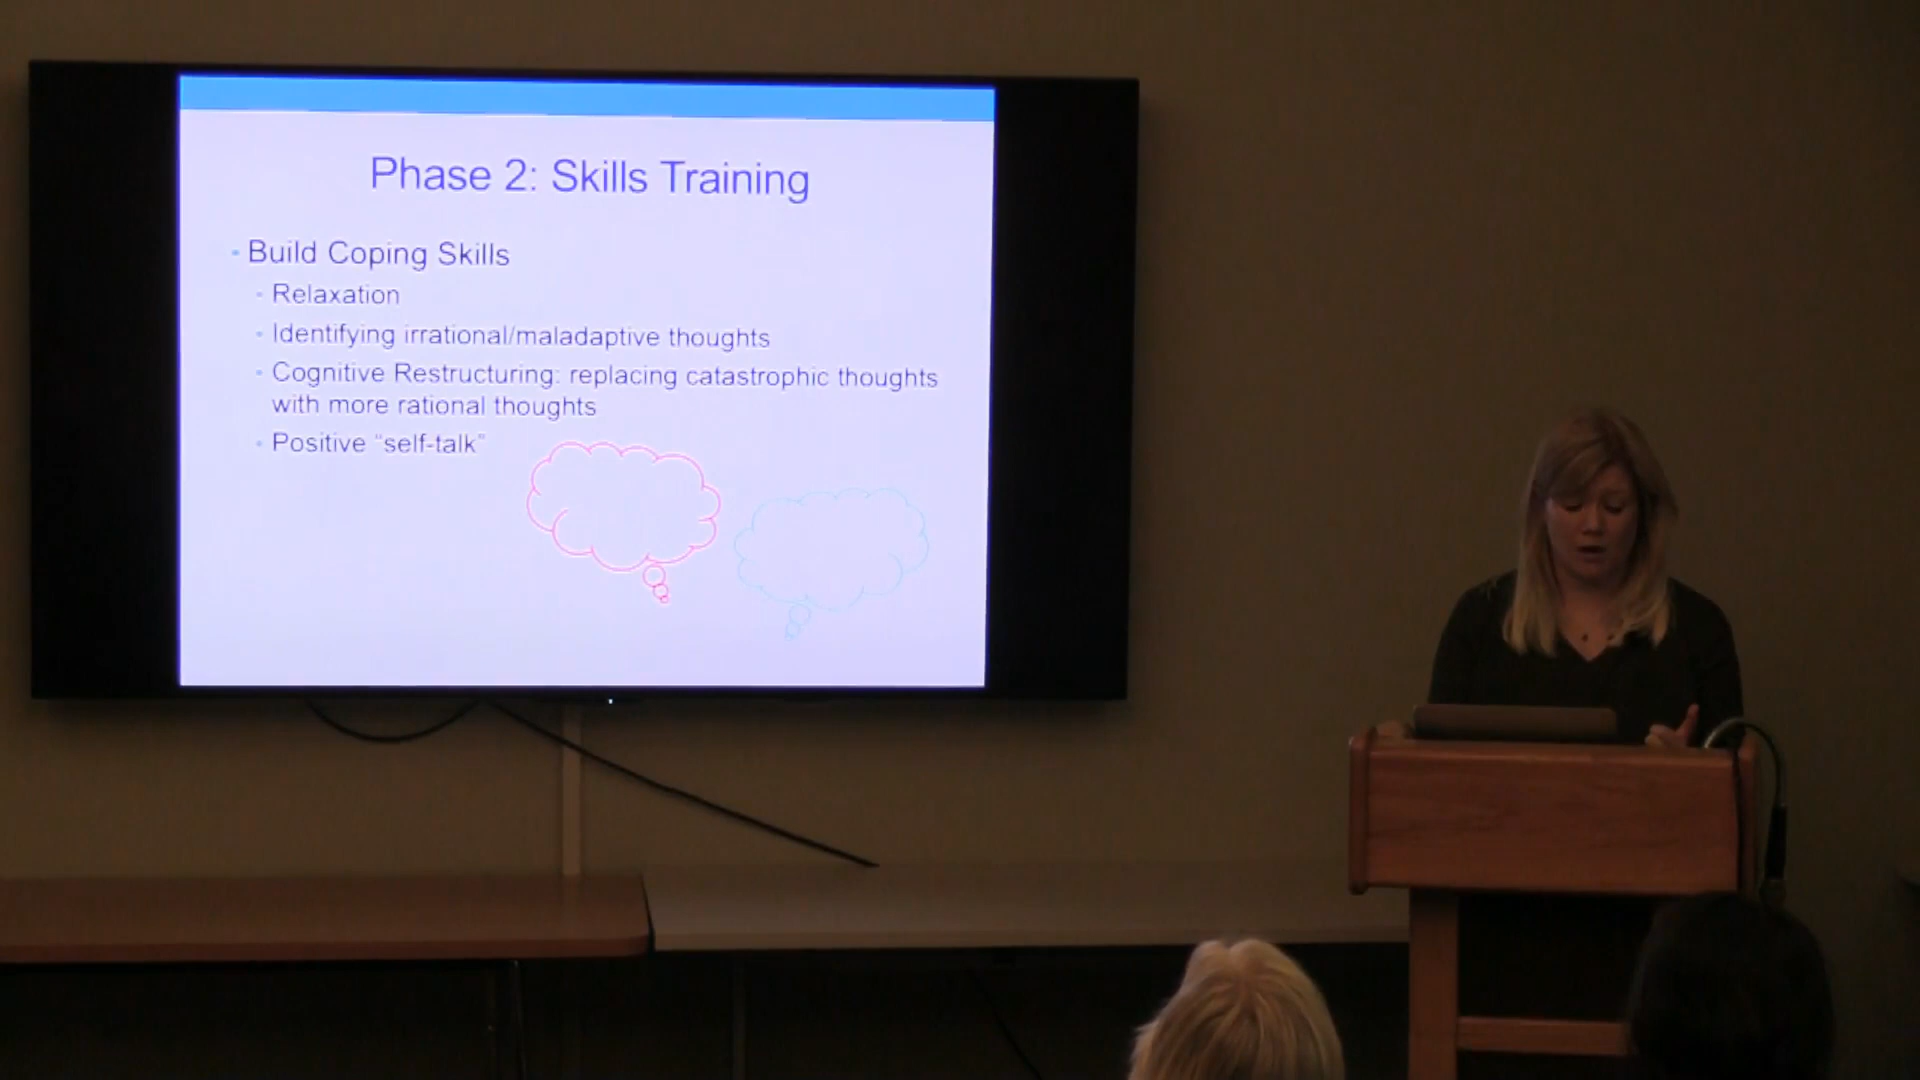 Phase 2: Skills Training
Build Coping Skills
Relaxation
Identifying irrational/maladaptive thoughts
Cognitive Restructuring: replacing catastrophic thoughts
with more rational thoughts
Positive “self-talk”